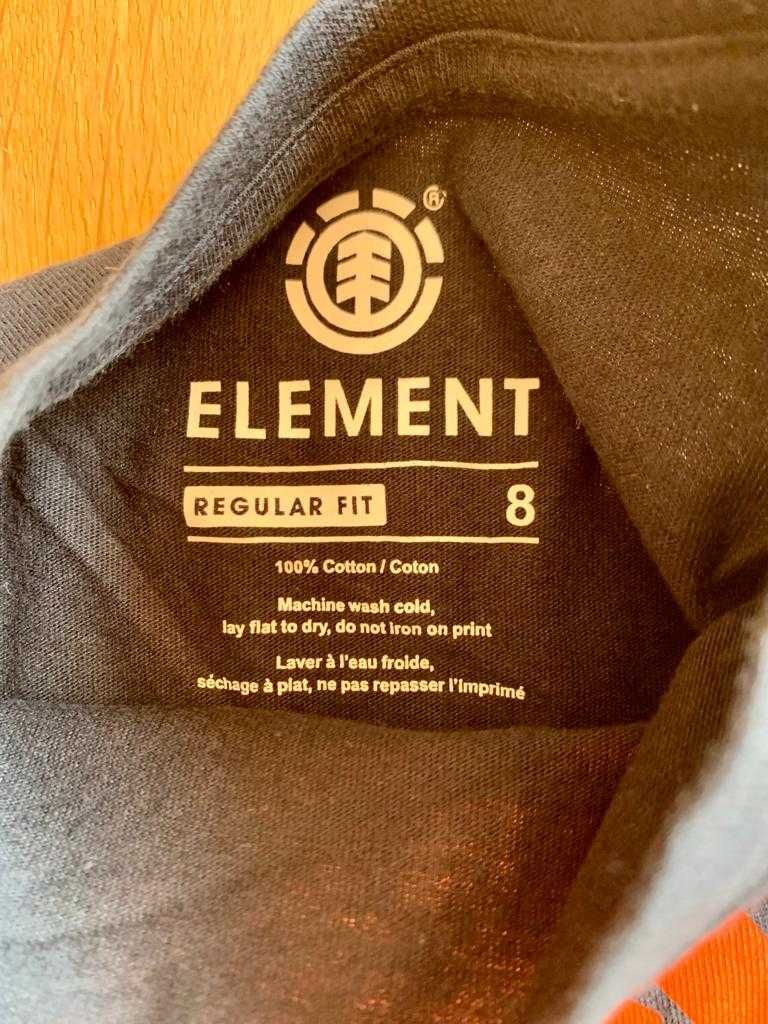 ®
ELEMENT
REGULAR FIT 8
100% Cotton / Coton
Machine wash cold,
lay flat to dry, do not iron on print
Laver à l'eau froide,
séchage à plat, ne pas repasser l'imprimé